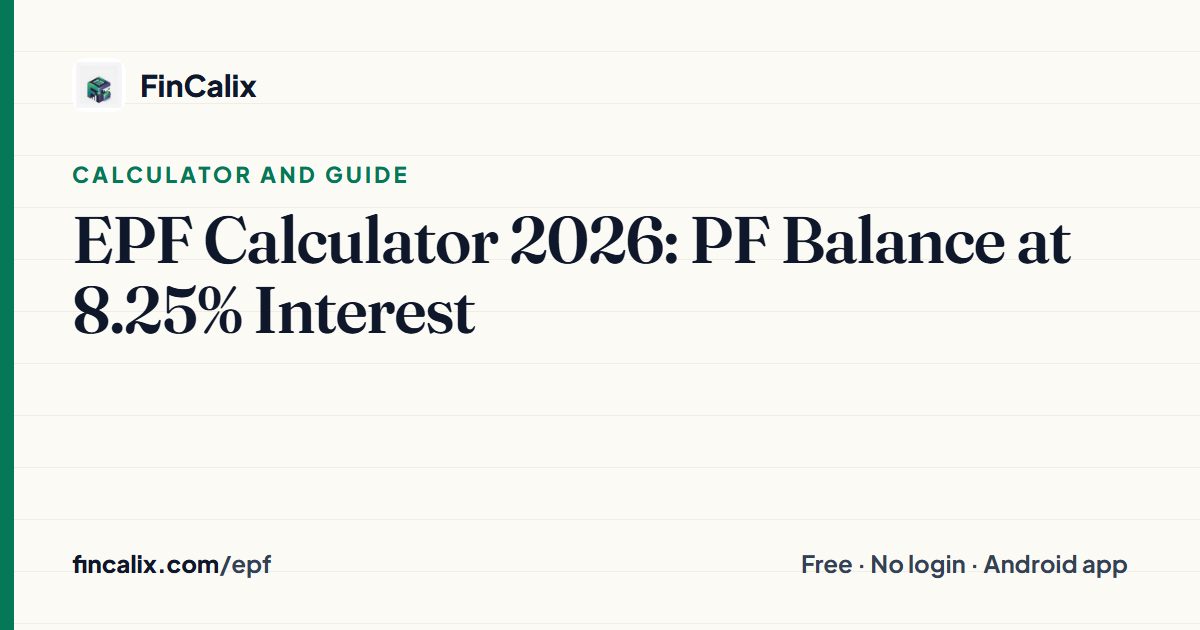 FinCalix
CALCULATOR AND GUIDE
EPF Calculator 2026: PF Balance at
8.25% Interest
fincalix.com/epf
Free · No login · Android app